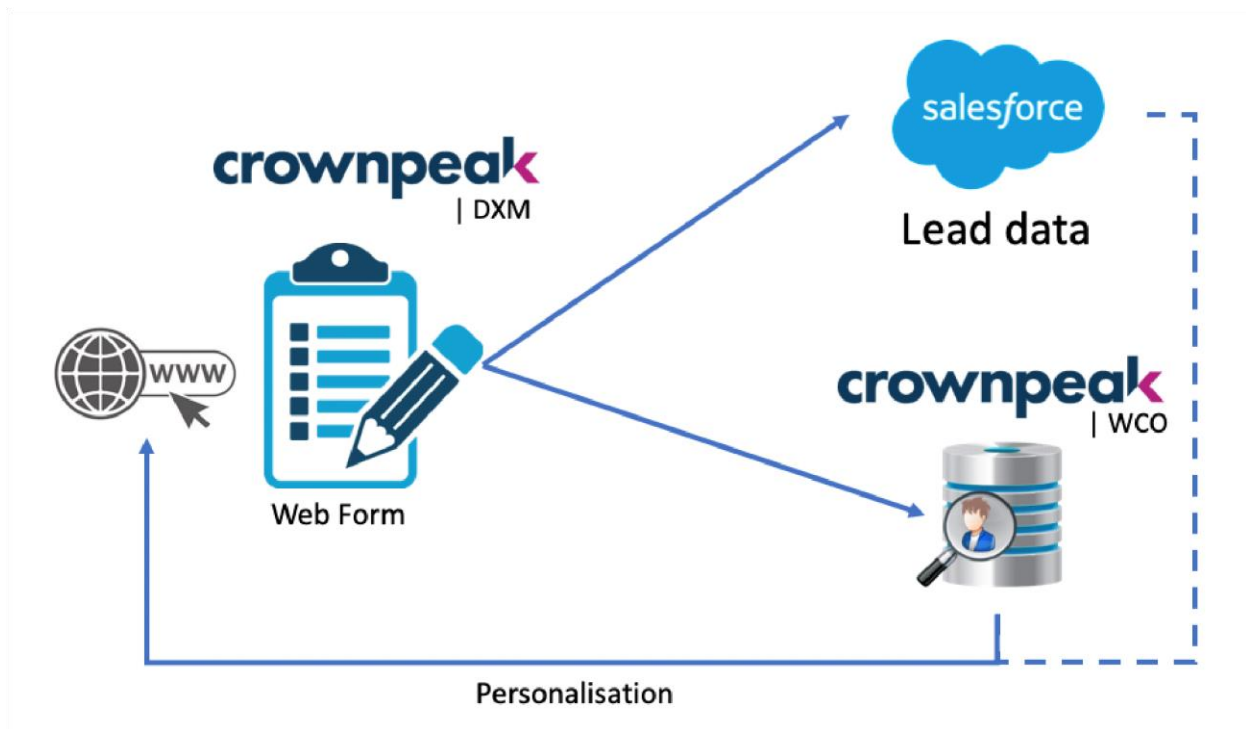 salesforce
Lead data
crownpeak
| DXM
www
Web Form
crownpeak
| WCO
Personalisation